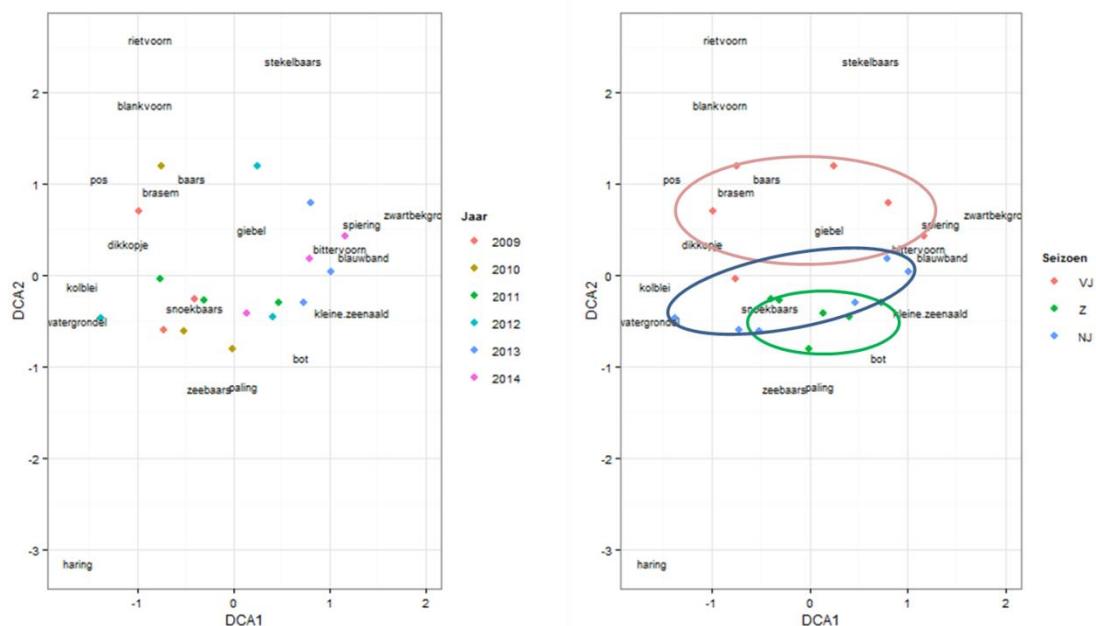 rietvoorn
stekelbaars
2
blankvoorn
pos
baars
1
brasem
zwartbekgro
spiering
giebel
dikkopje
bittervoorn
blauwband
0
kolblei
snoekbaars
kleine.zeenaald
watergrondel
bot
-1
zeebaars
paling
-2
-3
haring
-1
0
1
2
DCA1
DCA2
Jaar
2009
2010
2011
2012
2013
2014
rietvoorn
stekelbaars
2
blankvoorn
pos
baars
1
brasem
zwartbekgro
spiering
giebel
dikkopje
bittervoorn
blauwband
0
kolblei
snoekbaars
kleine.zeenaald
watergrondel
bot
-1
zeebaars
paling
-2
-3
haring
-1
0
1
2
DCA1
DCA2
Seizoen
VJ
Z
NJ